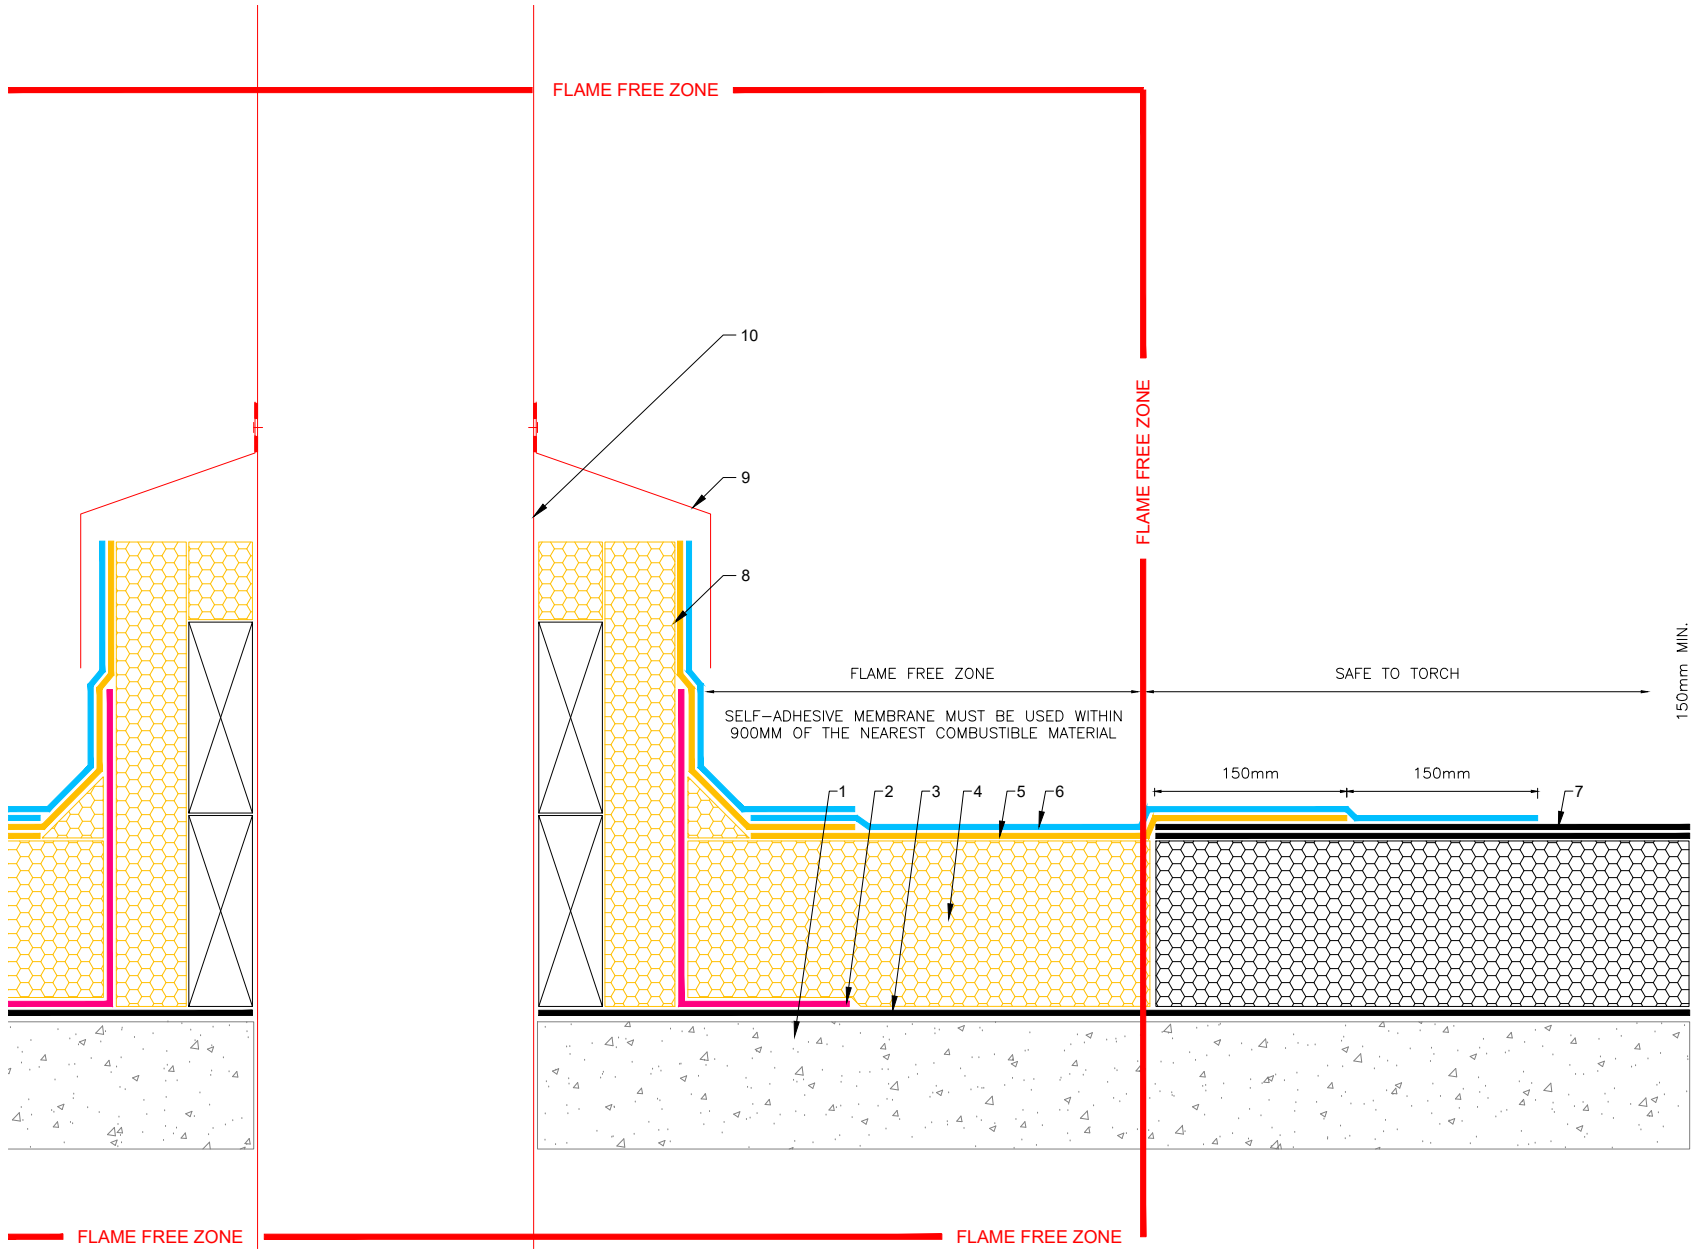 FLAME FREE ZONE
10
FLAME FREE ZONE
9
8
150mm MIN.
FLAME FREE ZONE
SAFE TO TORCH
SELF-ADHESIVE MEMBRANE MUST BE USED WITHIN
900MM OF THE NEAREST COMBUSTIBLE MATERIAL
150mm
150mm
1
2
3
4
5
6
7
FLAME FREE ZONE
FLAME FREE ZONE